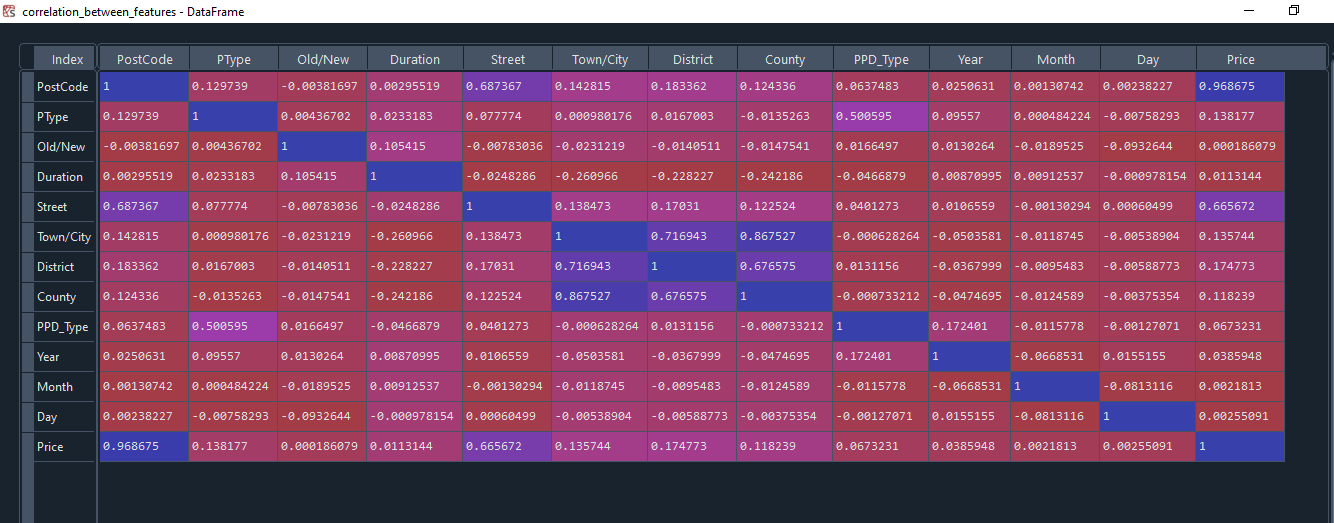 correlation_between_features - DataFrame
Index PostCode PType Old/New Duration Street Town/City District County PPD_Type Year Month Day Price
PostCode 1 0.129739 -0.00381697 0.00295519 0.687367 0.142815 0.183362 0.124336 0.0637483 0.0250631 0.00130742 0.00238227 0.968675
PType 0.129739 1 0.00436702 0.0233183 0.077774 0.000980176 0.0167003 -0.0135263 0.500595 0.09557 0.000484224 -0.00758293 0.138177
Old/New -0.00381697 0.00436702 1 0.105415 -0.00783036 -0.0231219 -0.0140511 -0.0147541 0.0166497 0.0130264 -0.0189525 -0.0932644 0.000186079
Duration 0.00295519 0.0233183 0.105415 1 -0.0248286 -0.260966 -0.228227 -0.242186 -0.0466879 0.00870995 0.00912537 -0.000978154 0.0113144
Street 0.687367 0.077774 -0.00783036 -0.0248286 1 0.138473 0.17031 0.122524 0.0401273 0.0106559 -0.00130294 0.00060499 0.665672
Town/City 0.142815 0.000980176 -0.0231219 -0.260966 0.138473 1 0.716943 0.867527 -0.000628264 -0.0503581 -0.0118745 -0.00538904 0.135744
District 0.183362 0.0167003 -0.0140511 -0.228227 0.17031 0.716943 1 0.676575 0.0131156 -0.0367999 -0.0095483 -0.00588773 0.174773
County 0.124336 -0.0135263 -0.0147541 -0.242186 0.122524 0.867527 0.676575 1 -0.000733212 -0.0474695 -0.0124589 -0.00375354 0.118239
PPD_Type 0.0637483 0.500595 0.0166497 -0.0466879 0.0401273 -0.000628264 0.0131156 -0.000733212 1 0.172401 -0.0115778 -0.00127071 0.0673231
Year 0.0250631 0.09557 0.0130264 0.00870995 0.0106559 -0.0503581 -0.0367999 -0.0474695 0.172401 1 -0.0668531 0.0155155 0.0385948
Month 0.00130742 0.000484224 -0.0189525 0.00912537 -0.00130294 -0.0118745 -0.0095483 -0.0124589 -0.0115778 -0.0668531 1 -0.0813116 0.0021813
Day 0.00238227 -0.00758293 -0.0932644 -0.000978154 0.00060499 -0.00538904 -0.00588773 -0.00375354 -0.00127071 0.0155155 -0.0813116 1 0.00255091
Price 0.968675 0.138177 0.000186079 0.0113144 0.665672 0.135744 0.174773 0.118239 0.0673231 0.0385948 0.0021813 0.00255091 1